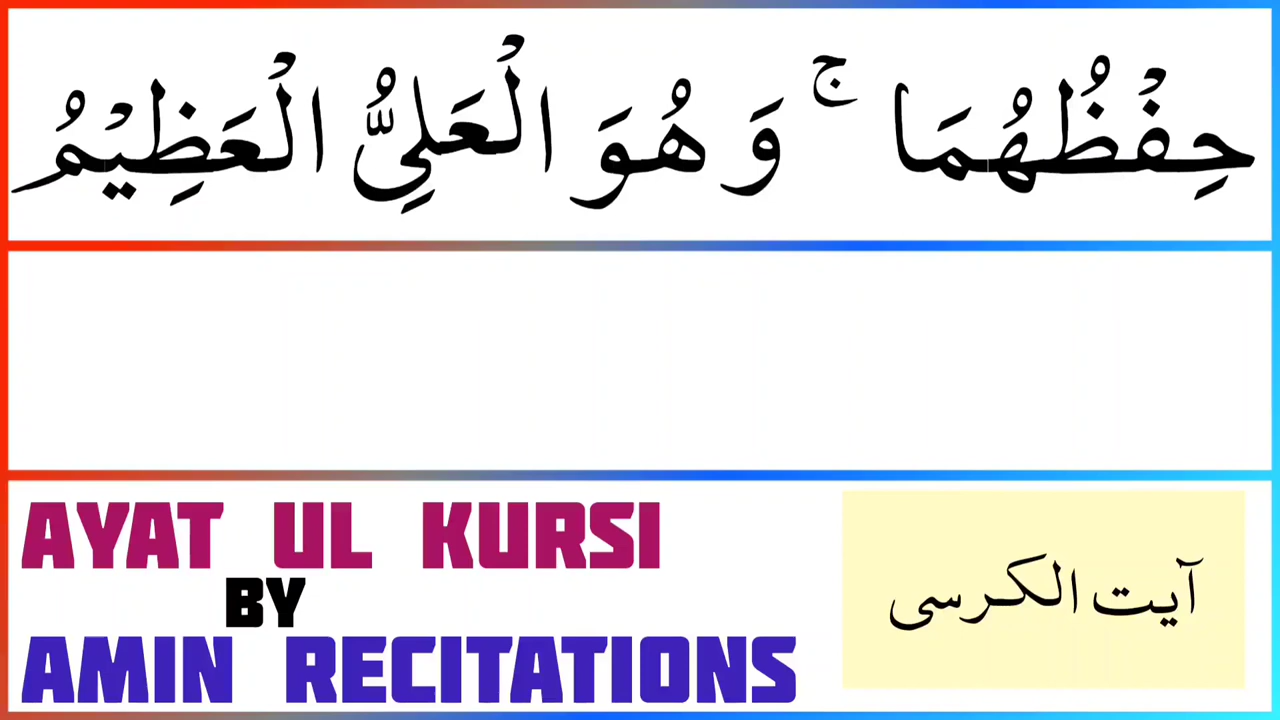 حِفْظُهُمَا ۚ وَ هُوَ الْعَلِیُّ الْعَظِیْمُ
AYAT UL KURSI
BY
AMIN RECITATIONS
آیت الکرسی